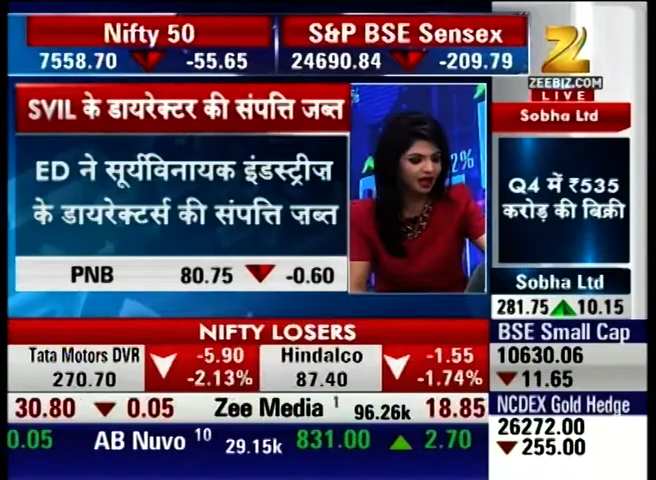 Nifty 50
7558.70 -55.65
S&P BSE Sensex
24690.84 -209.79
ZEEBIZ.COM
LIVE
SVIL के डायरेक्टर की संपत्ति जब्त
ED ने सूर्यविनायक इंडस्ट्रीज़
के डायरेक्टर्स की संपत्ति ज़ब्त
PNB 80.75 -0.60
2%
Sobha Ltd
Q4 में ₹535
करोड़ की बिक्री
Sobha Ltd
281.75 10.15
NIFTY LOSERS
Tata Motors DVR -5.90
270.70 -2.13%
Hindalco -1.55
87.40 -1.74%
BSE Small Cap
10630.06
11.65
NCDEX Gold Hedge
26272.00
255.00
30.80 0.05 Zee Media 1 96.26k 18.85
0.05 AB Nuvo 10 29.15k 831.00 2.70